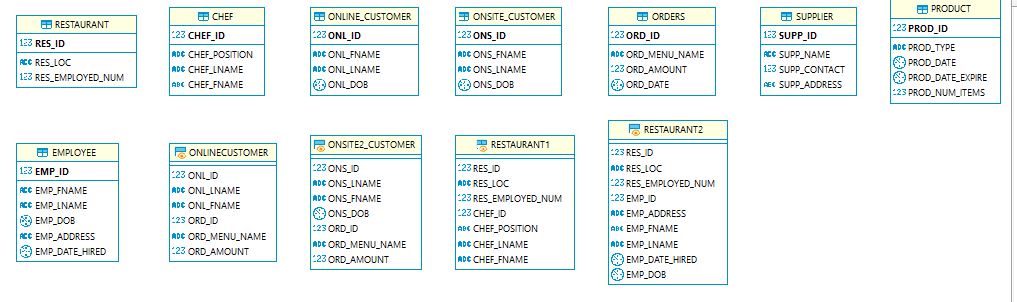 RESTAURANT
123 RES_ID
ABC RES_LOC
123 RES_EMPLOYED_NUM
CHEF
123 CHEF_ID
ABC CHEF_POSITION
ABC CHEF_LNAME
ABC CHEF_FNAME
ONLINE_CUSTOMER
123 ONL_ID
ABC ONL_FNAME
ABC ONL_LNAME
ONL_DOB
ONSITE_CUSTOMER
123 ONS_ID
ABC ONS_FNAME
ABC ONS_LNAME
ONS_DOB
ORDERS
123 ORD_ID
ABC ORD_MENU_NAME
123 ORD_AMOUNT
ORD_DATE
SUPPLIER
123 SUPP_ID
ABC SUPP_NAME
123 SUPP_CONTACT
ABC SUPP_ADDRESS
PRODUCT
123 PROD_ID
ABC PROD_TYPE
PROD_DATE
PROD_DATE_EXPIRE
123 PROD_NUM_ITEMS
EMPLOYEE
123 EMP_ID
ABC EMP_FNAME
ABC EMP_LNAME
EMP_DOB
ABC EMP_ADDRESS
EMP_DATE_HIRED
ONLINECUSTOMER
123 ONL_ID
ABC ONL_LNAME
ABC ONL_FNAME
123 ORD_ID
ABC ORD_MENU_NAME
123 ORD_AMOUNT
ONSITE2_CUSTOMER
123 ONS_ID
ABC ONS_LNAME
ABC ONS_FNAME
ONS_DOB
123 ORD_ID
ABC ORD_MENU_NAME
123 ORD_AMOUNT
RESTAURANT1
123 RES_ID
ABC RES_LOC
123 RES_EMPLOYED_NUM
123 CHEF_ID
ABC CHEF_POSITION
ABC CHEF_LNAME
ABC CHEF_FNAME
RESTAURANT2
123 RES_ID
ABC RES_LOC
123 RES_EMPLOYED_NUM
123 EMP_ID
ABC EMP_ADDRESS
ABC EMP_FNAME
ABC EMP_LNAME
EMP_DATE_HIRED
EMP_DOB